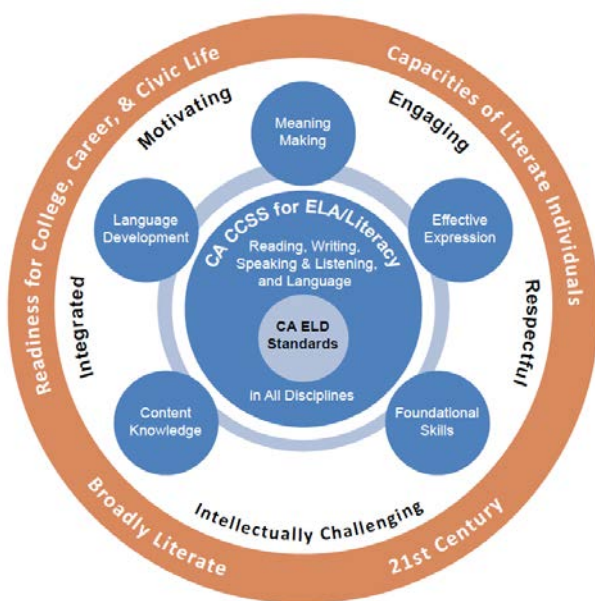 Readiness for College, Career, & Civic Life
Capacities of Literate Individuals
Broadly Literate
21st Century
Motivating
Engaging
Integrated
Respectful
Intellectually Challenging
Meaning
Making
Language
Development
Effective
Expression
Content
Knowledge
Foundational
Skills
CA CCSS for ELA/Literacy
Reading, Writing,
Speaking & Listening,
and Language
CA ELD
Standards
in All Disciplines